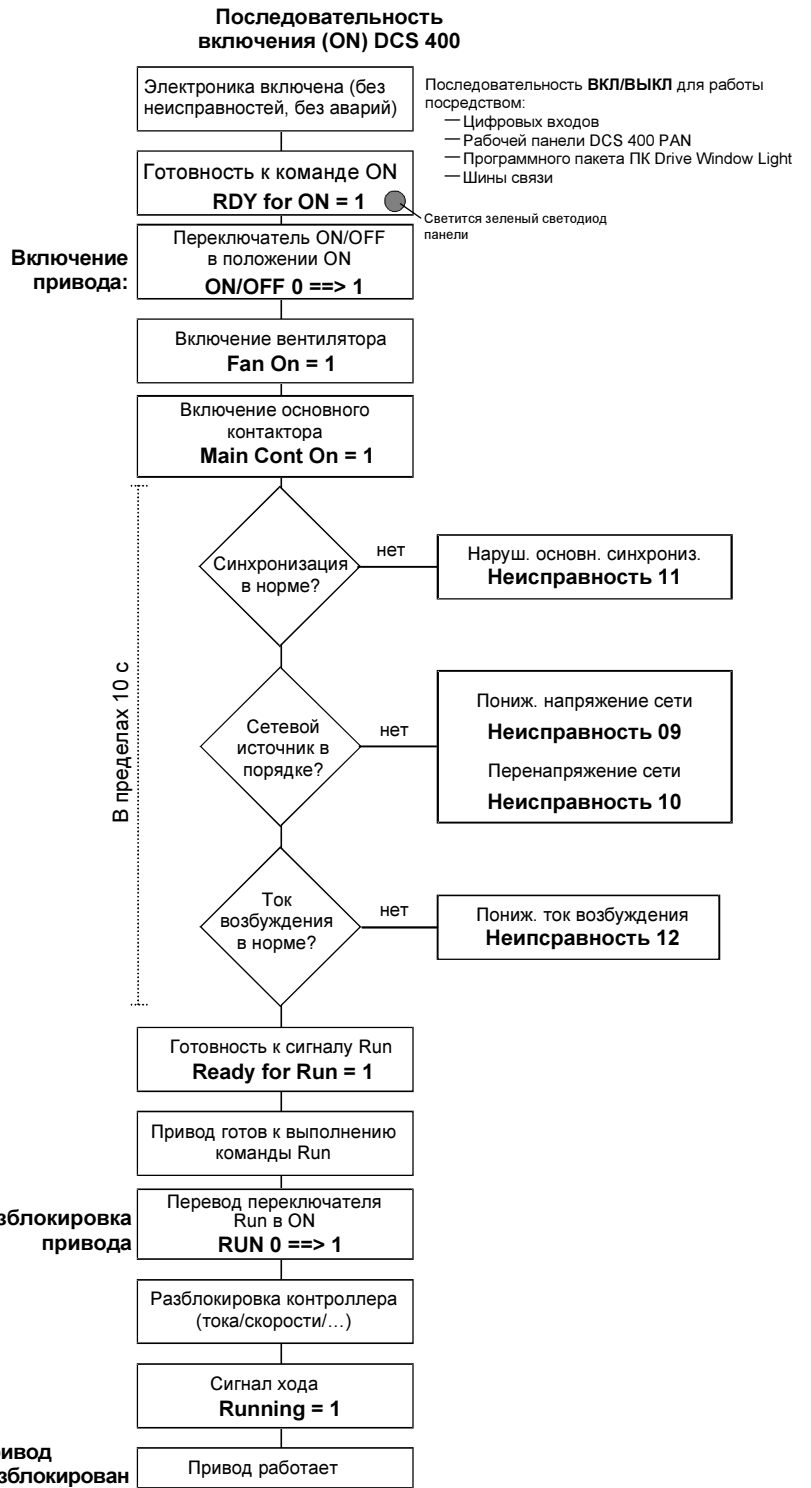 Последовательность
включения (ON) DCS 400
Электроника включена (без
неисправностей, без аварий)
Последовательность ВКЛ/ВЫКЛ для работы
посредством:
— Цифровых входов
— Рабочей панели DCS 400 PAN
— Программного пакета ПК Drive Window Light
— Шины связи
Готовность к команде ON
RDY for ON = 1
Светится зеленый светодиод
панели
Включение
привода:
Переключатель ON/OFF
в положении ON
ON/OFF 0 ==> 1
Включение вентилятора
Fan On = 1
Включение основного
контактора
Main Cont On = 1
В пределах 10 с
Синхронизация
в норме?
нет
Наруш. основн. синхрониз.
Неисправность 11
Сетевой
источник в
порядке?
нет
Пониж. напряжение сети
Неисправность 09
Перенапряжение сети
Неисправность 10
Ток
возбуждения
в норме?
нет
Пониж. ток возбуждения
Неипсравность 12
Готовность к сигналу Run
Ready for Run = 1
Привод готов к выполнению
команды Run
зблокировка
привода
Перевод переключателя
Run в ON
RUN 0 ==> 1
Разблокировка контроллера
(тока/скорости/…)
Сигнал хода
Running = 1
ивод
зблокирован
Привод работает